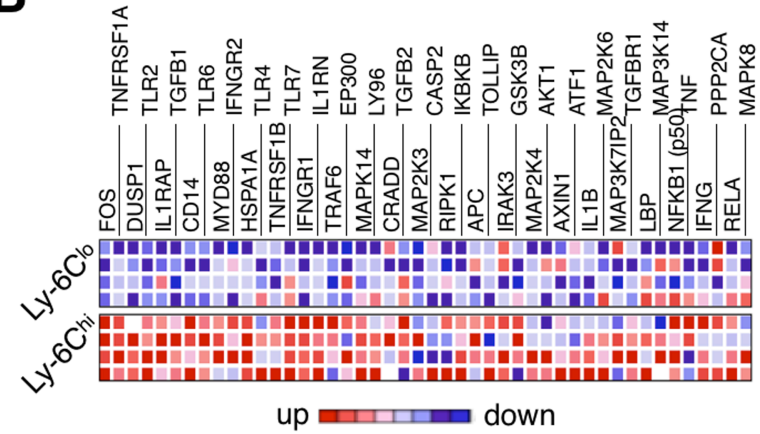 B
TNFRSF1A TLR2 TGFB1 TLR6 IFNGR2 TLR4 TLR7 IL1RN EP300 LY96 TGFB2 CASP2 IKBKB TOLLIP GSK3B AKT1 ATF1 MAP2K6 TGFBR1 MAP3K14 TNF PPP2CA MAPK8
FOS DUSP1 IL1RAP CD14 MYD88 HSPA1A TNFRSF1B IFNGR1 TRAF6 MAPK14 CRADD MAP2K3 RIPK1 APC IRAK3 MAP2K4 AXIN1 IL1B MAP3K7IP2 LBP NFKB1 (p50) IFNG RELA
Ly-6Clo
Ly-6Chi
up down